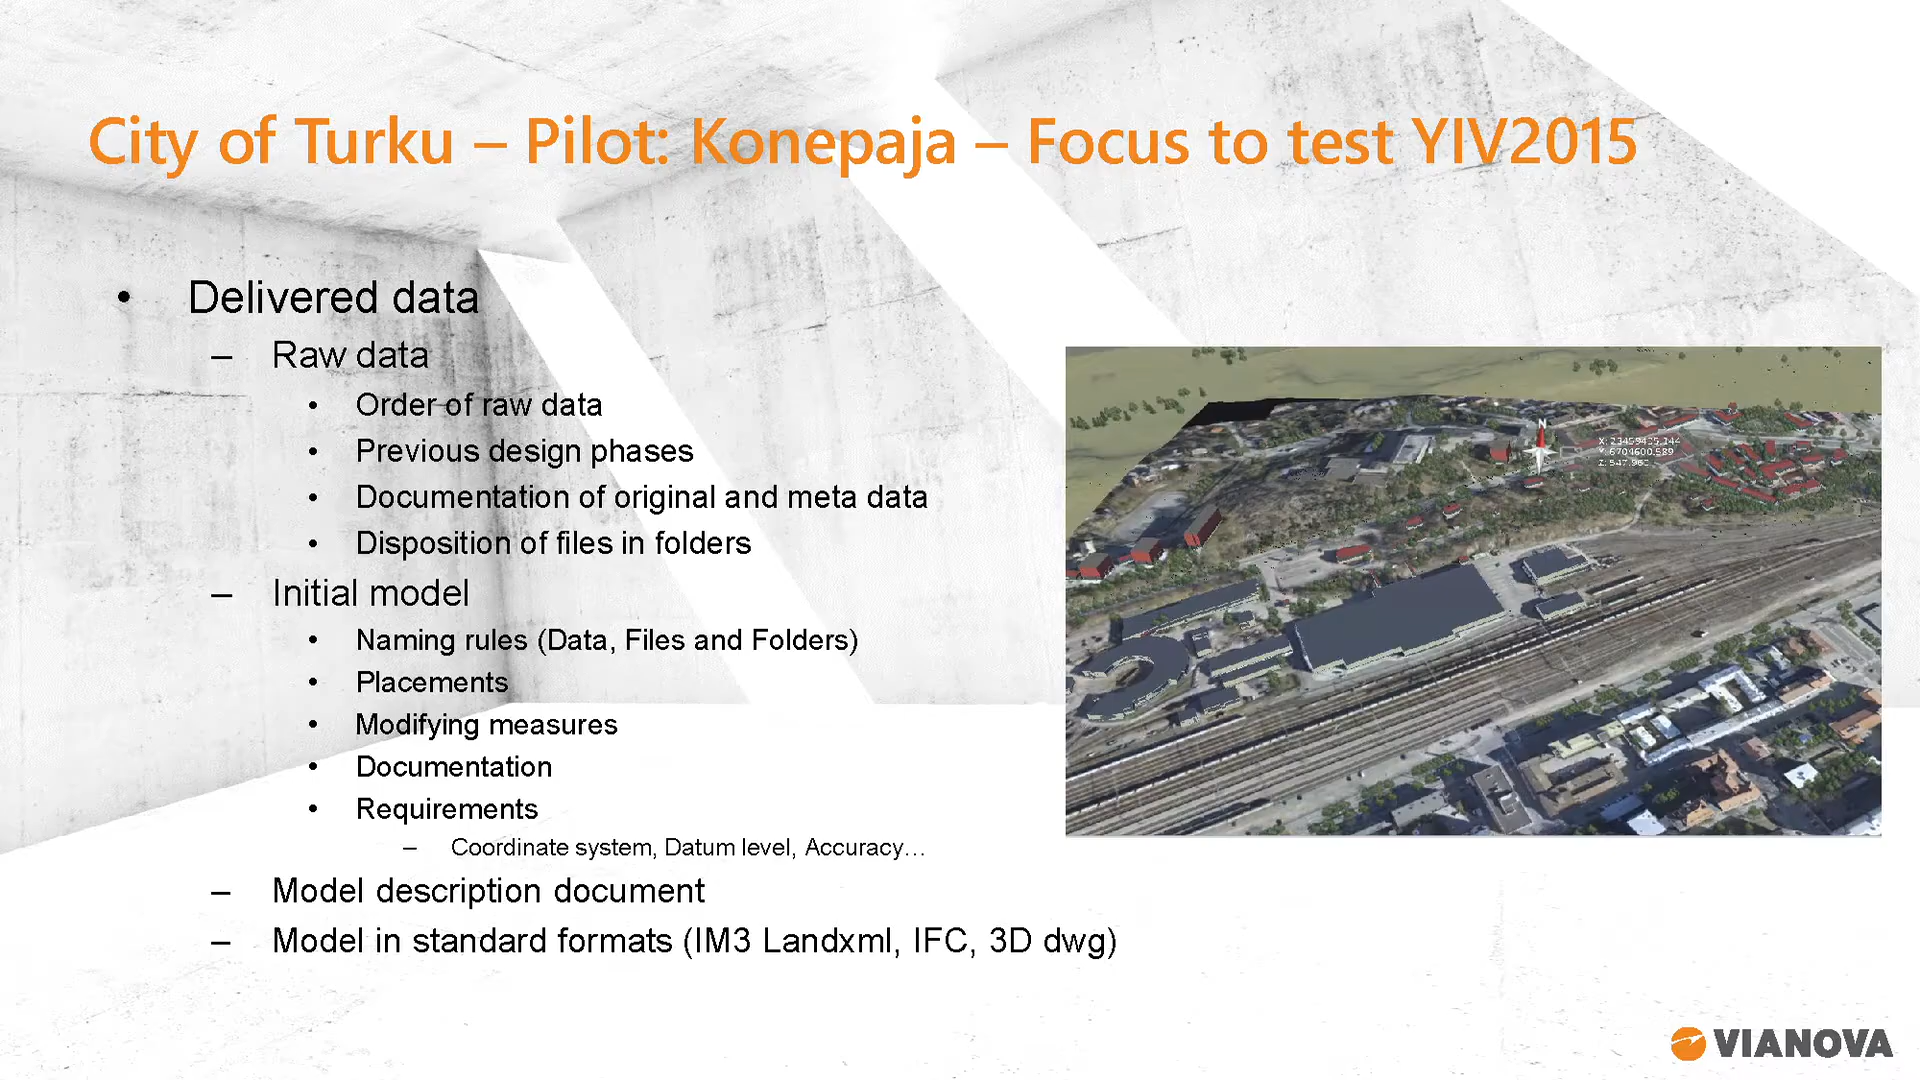 City of Turku – Pilot: Konepaja – Focus to test YIV2015
• Delivered data
– Raw data
• Order of raw data
• Previous design phases
• Documentation of original and meta data
• Disposition of files in folders
– Initial model
• Naming rules (Data, Files and Folders)
• Placements
• Modifying measures
• Documentation
• Requirements
– Coordinate system, Datum level, Accuracy…
– Model description document
– Model in standard formats (IM3 Landxml, IFC, 3D dwg)
N
VIANOVA